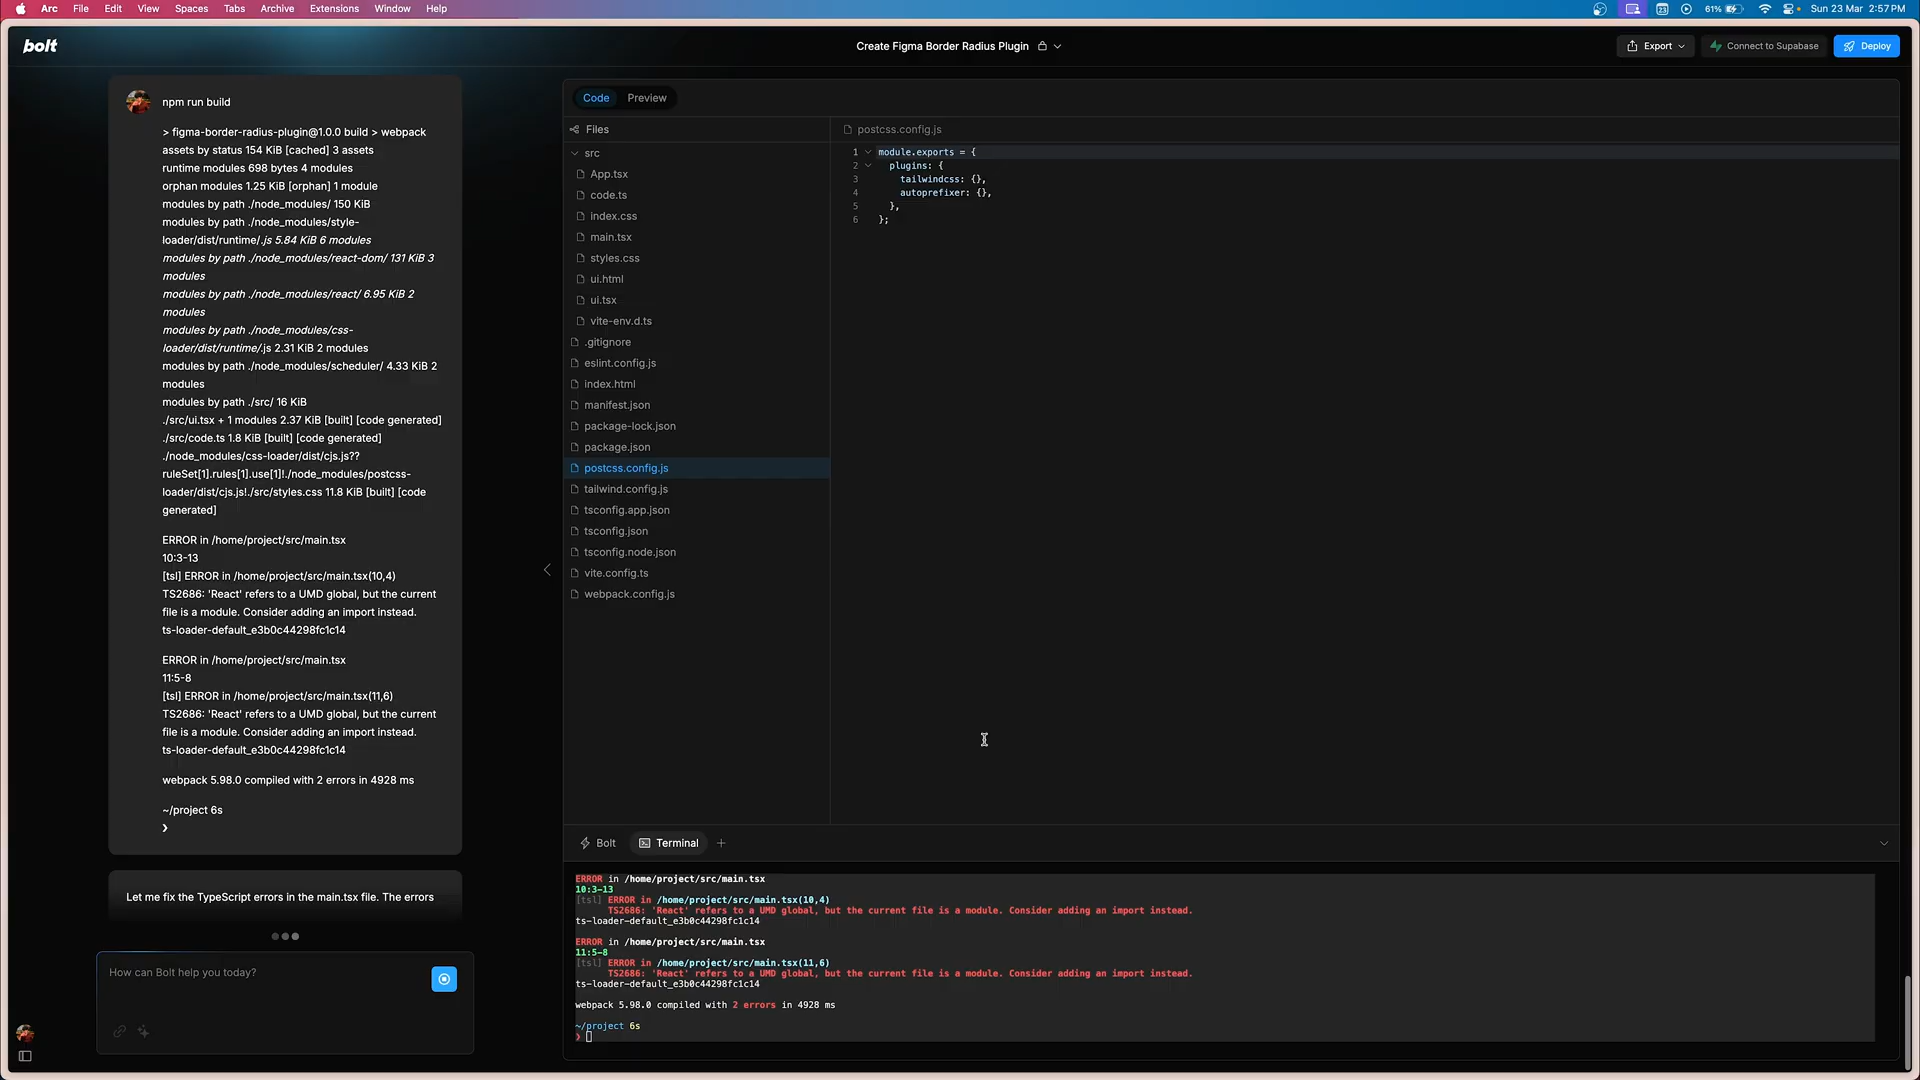 Arc File Edit View Spaces Tabs Archive Extensions Window Help
23 61% Sun 23 Mar 2:57 PM
bolt
Create Figma Border Radius Plugin
Export
Connect to Supabase
Deploy
npm run build
> figma-border-radius-plugin@1.0.0 build > webpack
assets by status 154 KiB [cached] 3 assets
runtime modules 698 bytes 4 modules
orphan modules 1.25 KiB [orphan] 1 module
modules by path ./node_modules/ 150 KiB
modules by path ./node_modules/style-
loader/dist/runtime/.js 5.84 KiB 6 modules
modules by path ./node_modules/react-dom/ 131 KiB 3
modules
modules by path ./node_modules/react/ 6.95 KiB 2
modules
modules by path ./node_modules/css-
loader/dist/runtime/.js 2.31 KiB 2 modules
modules by path ./node_modules/scheduler/ 4.33 KiB 2
modules
modules by path ./src/ 16 KiB
./src/ui.tsx + 1 modules 2.37 KiB [built] [code generated]
./src/code.ts 1.8 KiB [built] [code generated]
./node_modules/css-loader/dist/cjs.js??
ruleSet[1].rules[1].use[1]!./node_modules/postcss-
loader/dist/cjs.js!./src/styles.css 11.8 KiB [built] [code
generated]
ERROR in /home/project/src/main.tsx
10:3-13
[tsl] ERROR in /home/project/src/main.tsx(10,4)
TS2686: 'React' refers to a UMD global, but the current
file is a module. Consider adding an import instead.
ts-loader-default_e3b0c44298fc1c14
ERROR in /home/project/src/main.tsx
11:5-8
[tsl] ERROR in /home/project/src/main.tsx(11,6)
TS2686: 'React' refers to a UMD global, but the current
file is a module. Consider adding an import instead.
ts-loader-default_e3b0c44298fc1c14
webpack 5.98.0 compiled with 2 errors in 4928 ms
~/project 6s
❯
Let me fix the TypeScript errors in the main.tsx file. The errors
How can Bolt help you today?
Code
Preview
Files
src
App.tsx
code.ts
index.css
main.tsx
styles.css
ui.html
ui.tsx
vite-env.d.ts
.gitignore
eslint.config.js
index.html
manifest.json
package-lock.json
package.json
postcss.config.js
tailwind.config.js
tsconfig.app.json
tsconfig.json
tsconfig.node.json
vite.config.ts
webpack.config.js
postcss.config.js
1 module.exports = {
2 plugins: {
3 tailwindcss: {},
4 autoprefixer: {},
5 },
6 };
Bolt
Terminal
ERROR in /home/project/src/main.tsx
10:3-13
[tsl] ERROR in /home/project/src/main.tsx(10,4)
TS2686: 'React' refers to a UMD global, but the current file is a module. Consider adding an import instead.
ts-loader-default_e3b0c44298fc1c14
ERROR in /home/project/src/main.tsx
11:5-8
[tsl] ERROR in /home/project/src/main.tsx(11,6)
TS2686: 'React' refers to a UMD global, but the current file is a module. Consider adding an import instead.
ts-loader-default_e3b0c44298fc1c14
webpack 5.98.0 compiled with 2 errors in 4928 ms
~/project 6s
❯